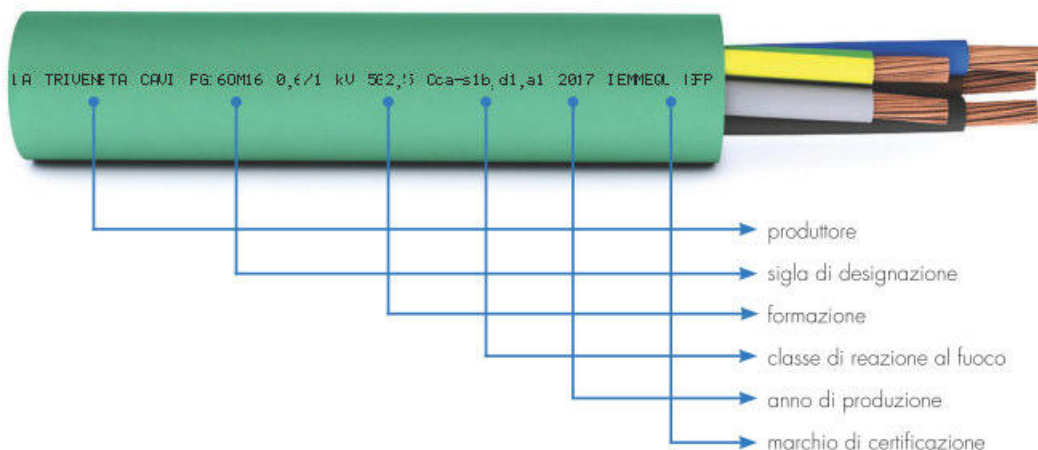 LA TRIVENETA CAVI FG16OM16 0,6/1 kV 5G2,5 Cca-s1b,d1,a1 2017 IEMMEQU EFP
produttore
sigla di designazione
formazione
classe di reazione al fuoco
anno di produzione
marchio di certificazione